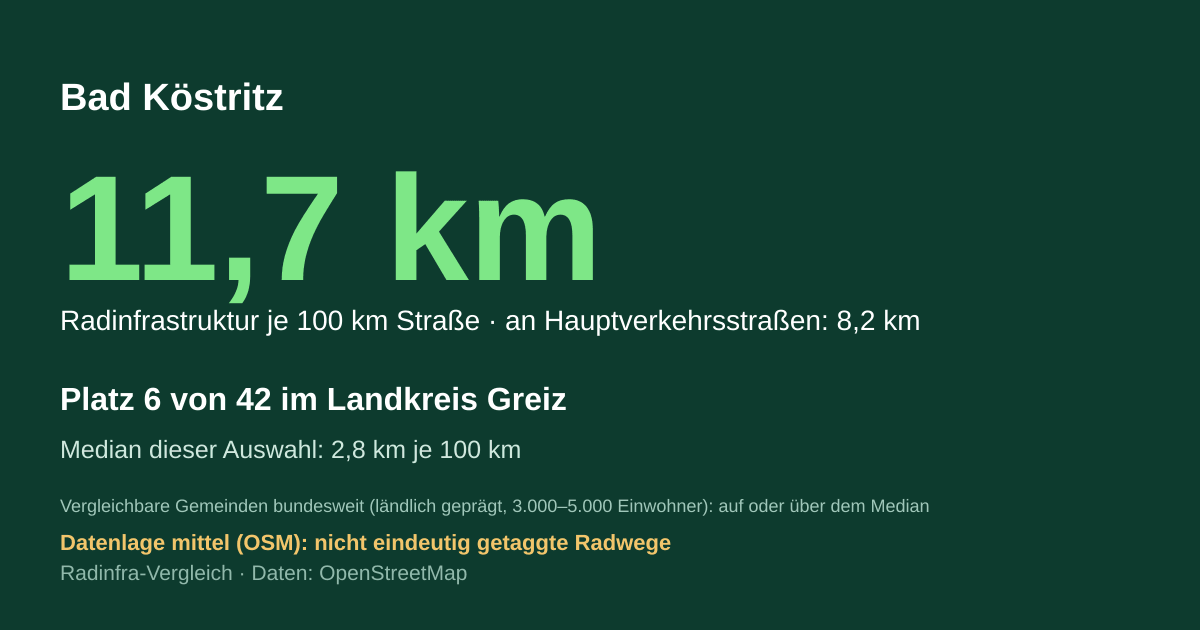 Bad Köstritz
11,7 km
Radinfrastruktur je 100 km Straße · an Hauptverkehrsstraßen: 8,2 km
Platz 6 von 42 im Landkreis Greiz
Median dieser Auswahl: 2,8 km je 100 km
Vergleichbare Gemeinden bundesweit (ländlich geprägt, 3.000–5.000 Einwohner): auf oder über dem Median
Datenlage mittel (OSM): nicht eindeutig getaggte Radwege
Radinfra-Vergleich · Daten: OpenStreetMap